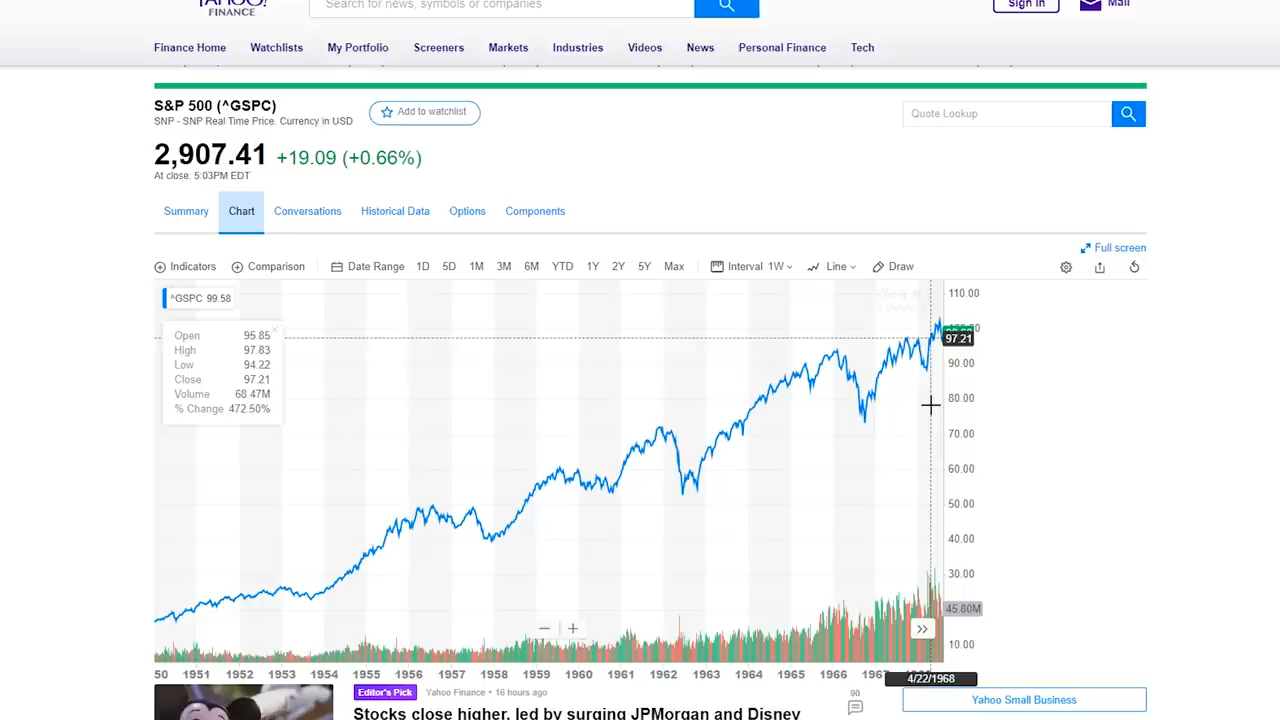 YAHOO!
FINANCE
Search for news, symbols or companies
Sign in
Mail
Finance Home Watchlists My Portfolio Screeners Markets Industries Videos News Personal Finance Tech
S&P 500 (^GSPC)
Add to watchlist
SNP - SNP Real Time Price. Currency in USD
Quote Lookup
2,907.41 +19.09 (+0.66%)
At close: 5:03PM EDT
Summary Chart Conversations Historical Data Options Components
Full screen
Indicators Comparison Date Range 1D 5D 1M 3M 6M YTD 1Y 2Y 5Y Max Interval 1W Line Draw
^GSPC 99.58
Open 95.85
High 97.83
Low 94.22
Close 97.21
Volume 68.47M
% Change 472.50%
110.00
97.21
90.00
80.00
70.00
60.00
50.00
40.00
30.00
45.80M
10.00
50 1951 1952 1953 1954 1955 1956 1957 1958 1959 1960 1961 1962 1963 1964 1965 1966 1967
4/22/1968
Editor's Pick Yahoo Finance • 16 hours ago
90
Yahoo Small Business
Stocks close higher, led by surging JPMorgan and Disney